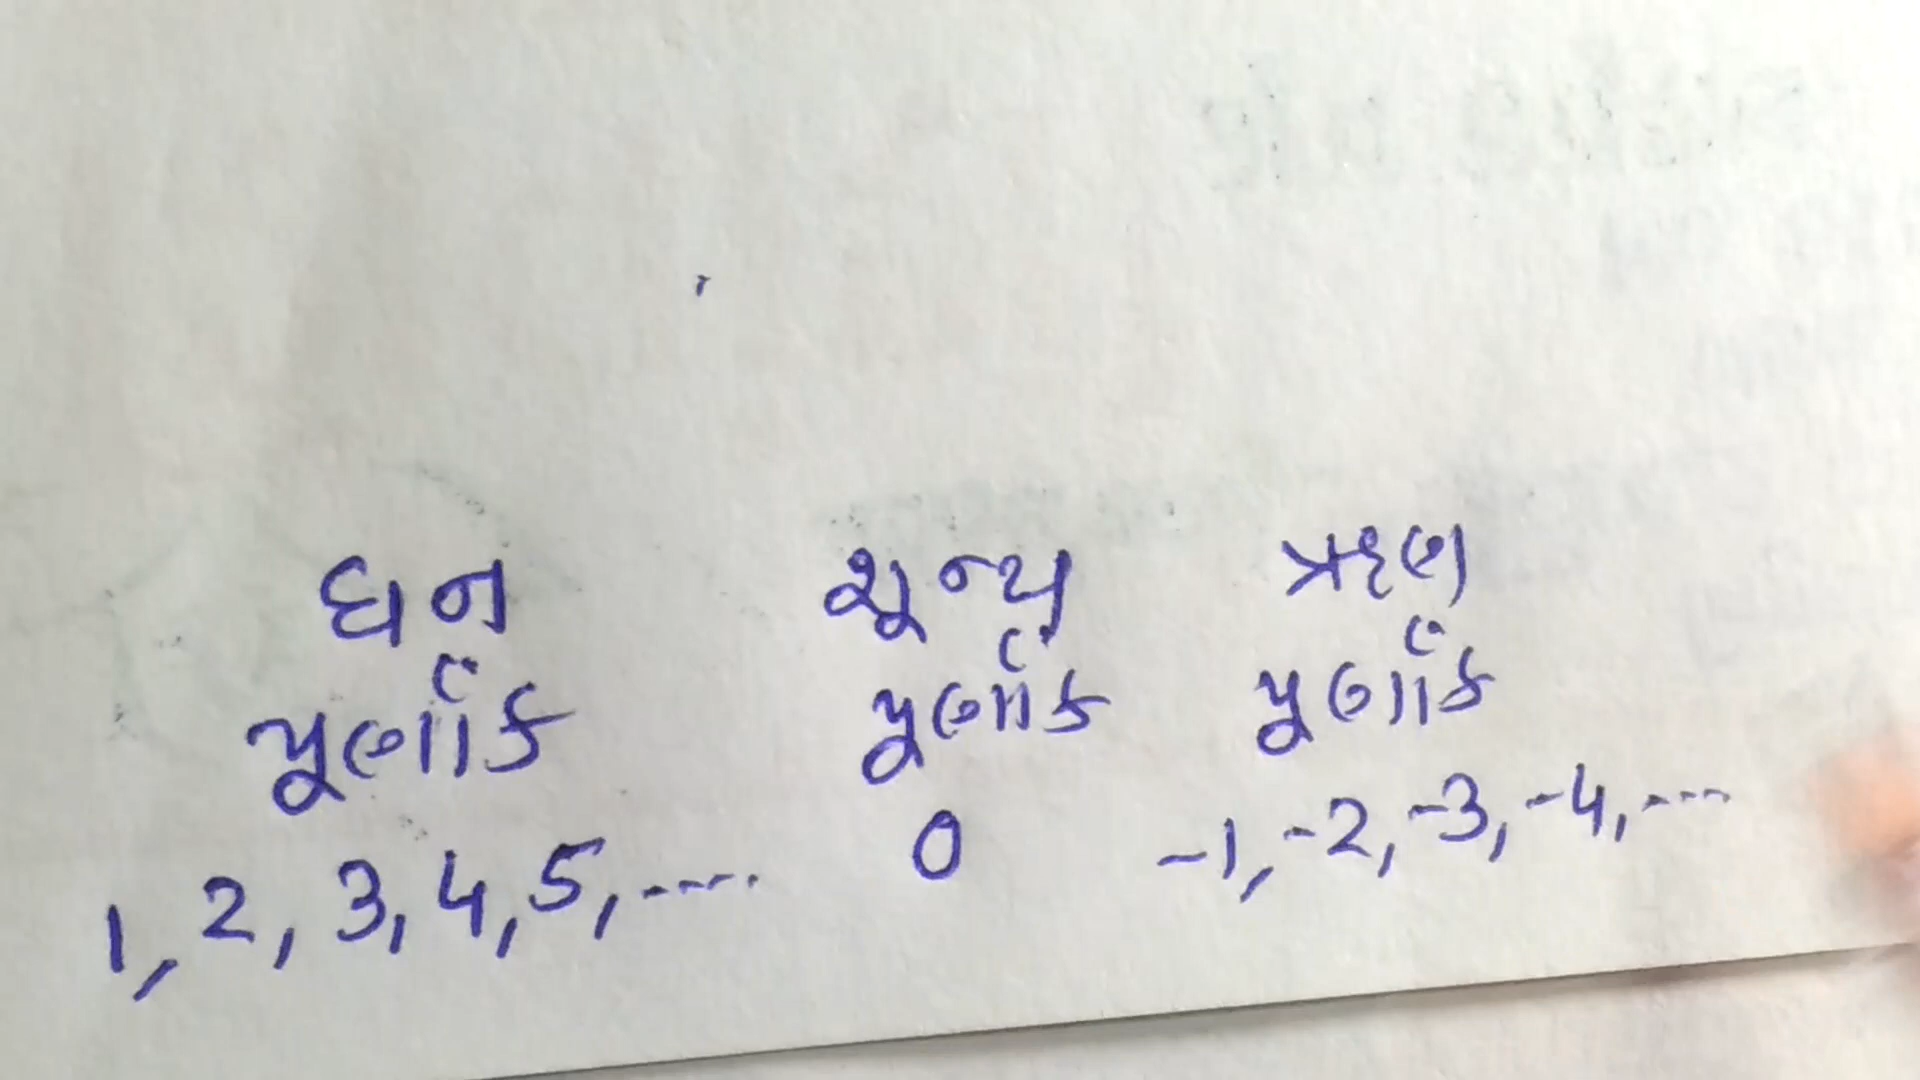 ધન શૂન્ય ઋણ
પૂર્ણાંક પૂર્ણાંક પૂર્ણાંક
1, 2, 3, 4, 5, ..... 0 -1, -2, -3, -4, ....